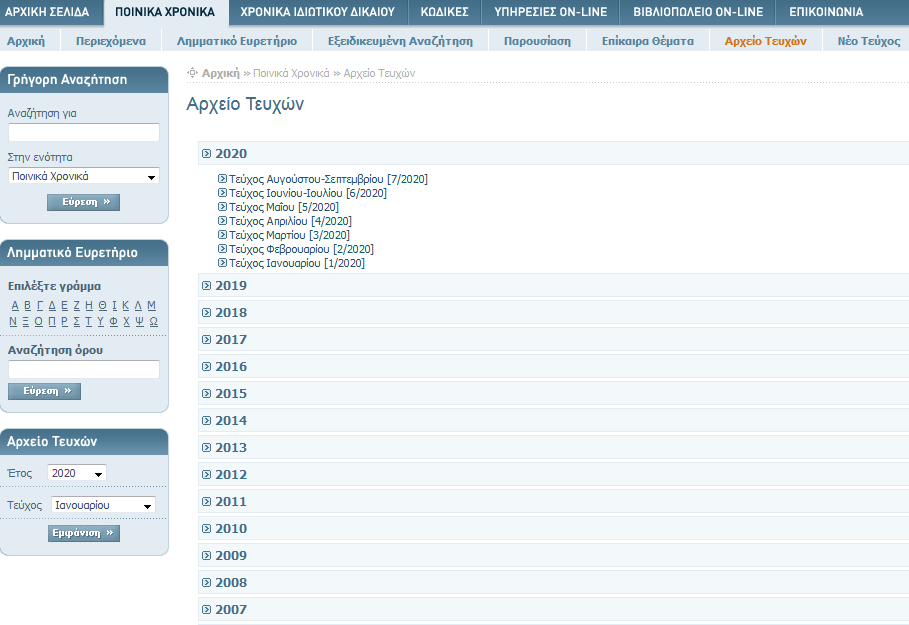 ΑΡΧΙΚΗ ΣΕΛΙΔΑ ΠΟΙΝΙΚΑ ΧΡΟΝΙΚΑ ΧΡΟΝΙΚΑ ΙΔΙΩΤΙΚΟΥ ΔΙΚΑΙΟΥ ΚΩΔΙΚΕΣ ΥΠΗΡΕΣΙΕΣ ON-LINE ΒΙΒΛΙΟΠΩΛΕΙΟ ON-LINE ΕΠΙΚΟΙΝΩΝΙΑ
Αρχική Περιεχόμενα Λημματικό Ευρετήριο Εξειδικευμένη Αναζήτηση Παρουσίαση Επίκαιρα Θέματα Αρχείο Τευχών Νέο Τεύχος
Γρήγορη Αναζήτηση
Αναζήτηση για
Στην ενότητα
Ποινικά Χρονικά
Εύρεση »
Λημματικό Ευρετήριο
Επιλέξτε γράμμα
Α Β Γ Δ Ε Ζ Η Θ Ι Κ Λ Μ
Ν Ξ Ο Π Ρ Σ Τ Υ Φ Χ Ψ Ω
Αναζήτηση όρου
Εύρεση »
Αρχείο Τευχών
Έτος 2020
Τεύχος Ιανουαρίου
Εμφάνιση »
Αρχική » Ποινικά Χρονικά » Αρχείο Τευχών
Αρχείο Τευχών
2020
Τεύχος Αυγούστου-Σεπτεμβρίου [7/2020]
Τεύχος Ιουνίου-Ιουλίου [6/2020]
Τεύχος Μαΐου [5/2020]
Τεύχος Απριλίου [4/2020]
Τεύχος Μαρτίου [3/2020]
Τεύχος Φεβρουαρίου [2/2020]
Τεύχος Ιανουαρίου [1/2020]
2019
2018
2017
2016
2015
2014
2013
2012
2011
2010
2009
2008
2007